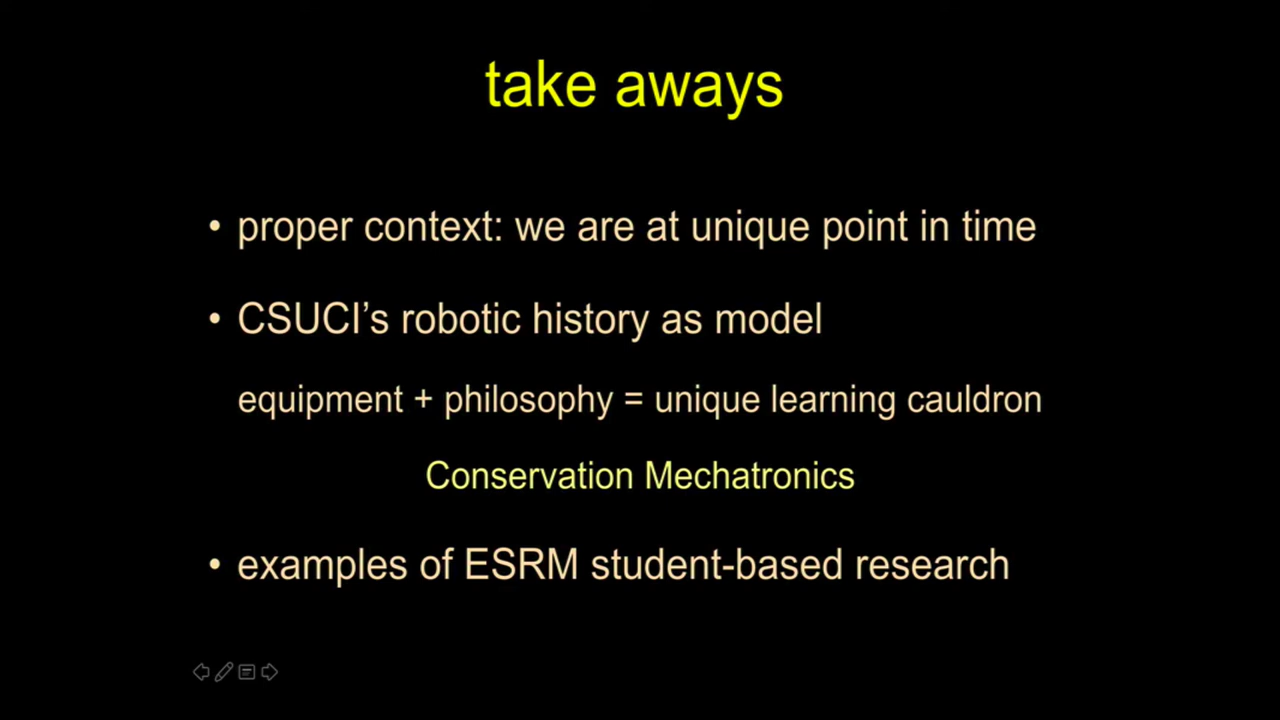 take aways
• proper context: we are at unique point in time
• CSUCI’s robotic history as model
equipment + philosophy = unique learning cauldron
Conservation Mechatronics
• examples of ESRM student-based research